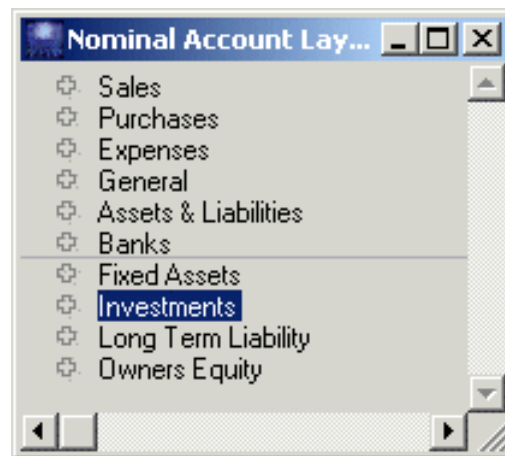 Nominal Account Lay...
Sales
Purchases
Expenses
General
Assets & Liabilities
Banks
Fixed Assets
Investments
Long Term Liability
Owners Equity